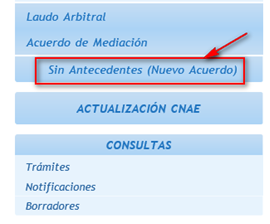 Laudo Arbitral
Acuerdo de Mediación
Sin Antecedentes (Nuevo Acuerdo)
ACTUALIZACIÓN CNAE
CONSULTAS
Trámites
Notificaciones
Borradores